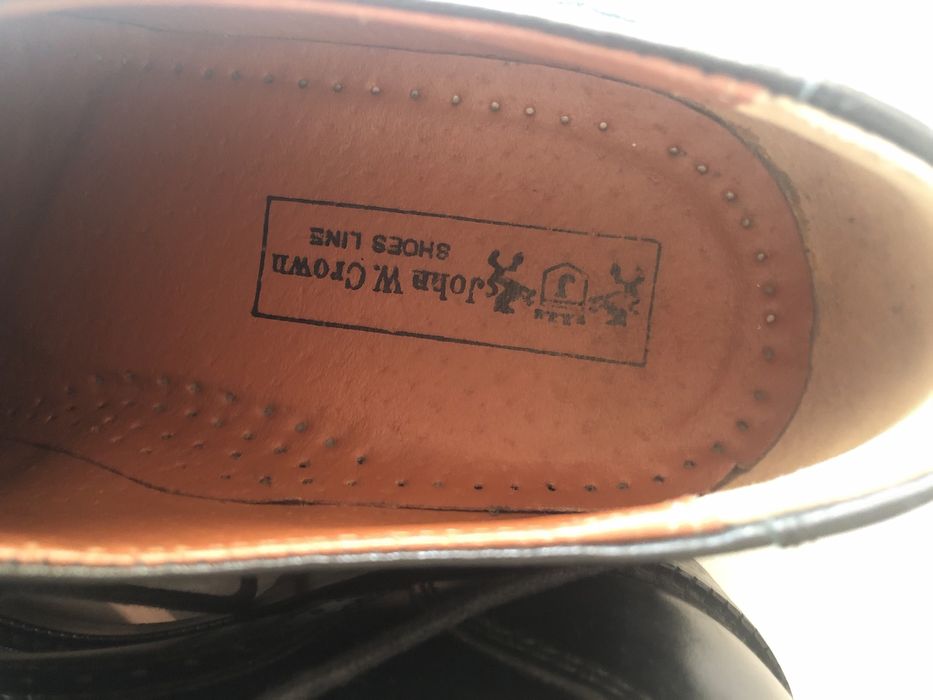 John W. Crown
SHOES LINE
J